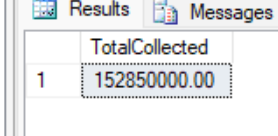 Results Messages
TotalCollected
1 152850000.00